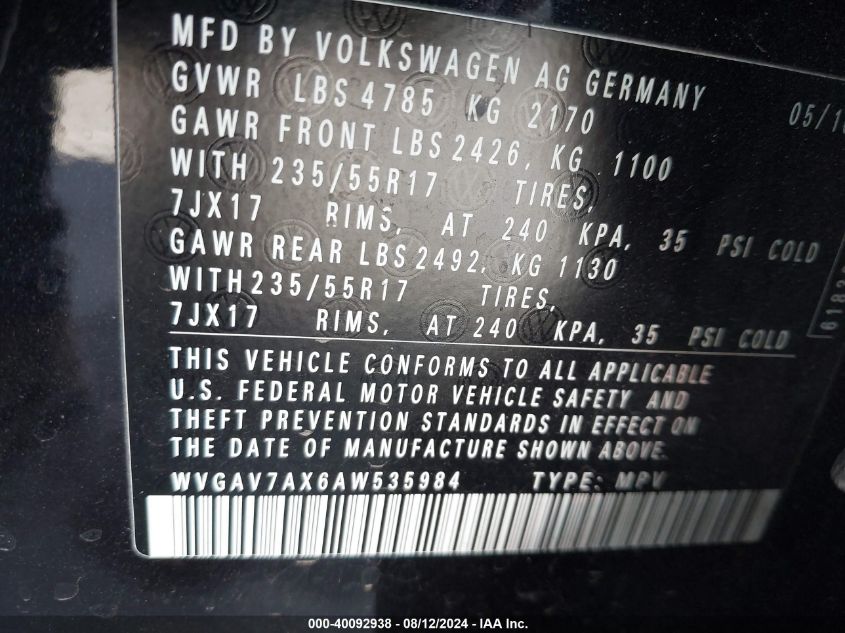 MFD BY VOLKSWAGEN AG GERMANY
GVWR LBS 4785 KG 2170 05/1
GAWR FRONT LBS 2426, KG 1100
WITH 235/55R17 TIRES,
7JX17 RIMS, AT 240 KPA, 35 PSI COLD
GAWR REAR LBS 2492, KG 1130
WITH 235/55R17 TIRES,
7JX17 RIMS, AT 240 KPA, 35 PSI COLD
THIS VEHICLE CONFORMS TO ALL APPLICABLE
U.S. FEDERAL MOTOR VEHICLE SAFETY AND
THEFT PREVENTION STANDARDS IN EFFECT ON
THE DATE OF MANUFACTURE SHOWN ABOVE.
WVGAV7AX6AW535984 TYPE: MPV
000-40092938 - 08/12/2024 - IAA Inc.